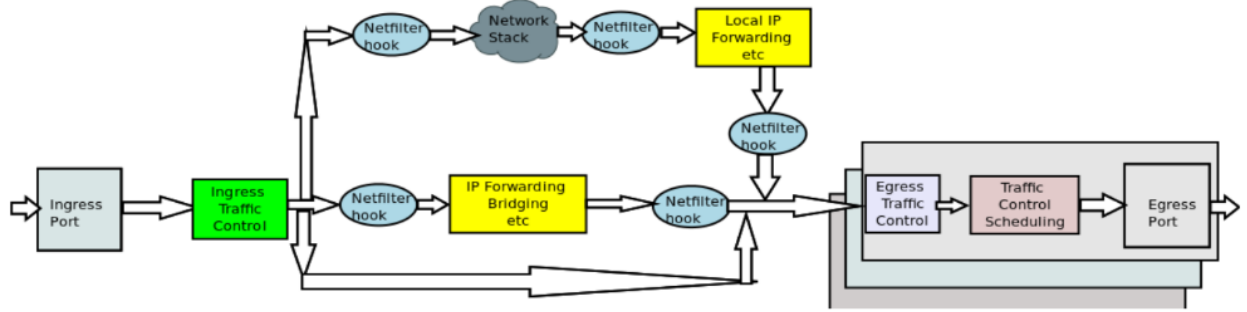 Netfilter
hook
Network
Stack
Netfilter
hook
Local IP
Forwarding
etc
Netfilter
hook
Ingress
Port
Ingress
Traffic
Control
Netfilter
hook
IP Forwarding
Bridging
etc
Netfilter
hook
Egress
Traffic
Control
Traffic
Control
Scheduling
Egress
Port